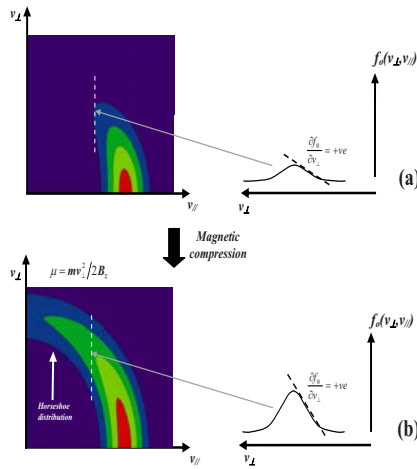 v⊥
f₀(v⊥,v//)
∂f₀/∂v⊥ = +ve
(a)
v//
v⊥
Magnetic
compression
v⊥
μ = mv⊥²/2B_z
f₀(v⊥,v//)
∂f₀/∂v⊥ = +ve
Horseshoe
distribution
(b)
v//
v⊥